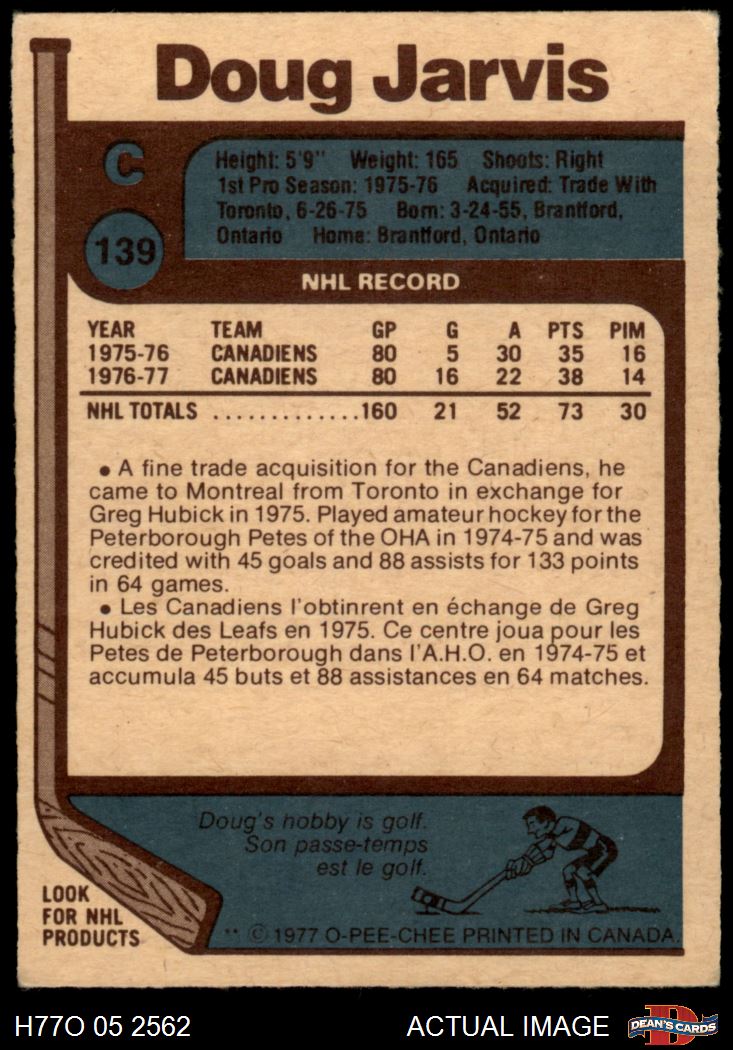 Doug Jarvis
C
139
Height: 5'9" Weight: 165 Shoots: Right
1st Pro Season: 1975-76 Acquired: Trade With
Toronto, 6-26-75 Born: 3-24-55, Brantford,
Ontario Home: Brantford, Ontario
NHL RECORD
YEAR TEAM GP G A PTS PIM
1975-76 CANADIENS 80 5 30 35 16
1976-77 CANADIENS 80 16 22 38 14
NHL TOTALS .............160 21 52 73 30
● A fine trade acquisition for the Canadiens, he
came to Montreal from Toronto in exchange for
Greg Hubick in 1975. Played amateur hockey for the
Peterborough Petes of the OHA in 1974-75 and was
credited with 45 goals and 88 assists for 133 points
in 64 games.
● Les Canadiens l'obtinrent en échange de Greg
Hubick des Leafs en 1975. Ce centre joua pour les
Petes de Peterborough dans l'A.H.O. en 1974-75 et
accumula 45 buts et 88 assistances en 64 matches.
Doug's hobby is golf.
Son passe-temps
est le golf.
LOOK
FOR NHL
PRODUCTS
** © 1977 O-PEE-CHEE PRINTED IN CANADA.
H77O 05 2562 ACTUAL IMAGE
D
DEAN'S CARDS